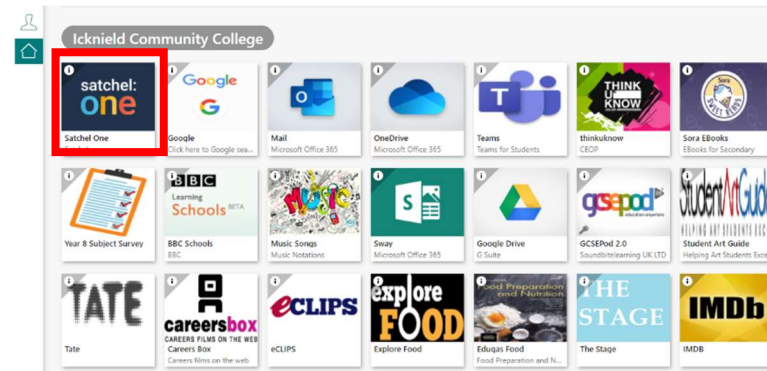 Icknield Community College
satchel:
one
Satchel One
Google
G
Google
Click here to Google sea...
Mail
Microsoft Office 365
OneDrive
Microsoft Office 365
T
Teams
Teams for Students
THINK
U
KNOW
thinkuknow
CEOP
Sora
SWEET READS
Sora EBooks
EBooks for Secondary
Year 8 Subject Survey
BBC
Learning
Schools BETA
BBC Schools
BBC
MUSIC
Music Songs
Music Notations
S
Sway
Microsoft Office 365
Google Drive
G Suite
gcsepod
education anywhere
GCSEPod 2.0
Soundbitelearning UK LTD
Student Art Guide
Helping Art Students Exce
TATE
Tate
careersbox
CAREERS FILMS ON THE WEB
Careers Box
Careers films on the web
eCLIPS
eCLIPS
explore
FOOD
Explore Food
Food Preparation
and Nutrition
Eduqas Food
Food Preparation and N...
THE
STAGE
The Stage
IMDb
IMDB